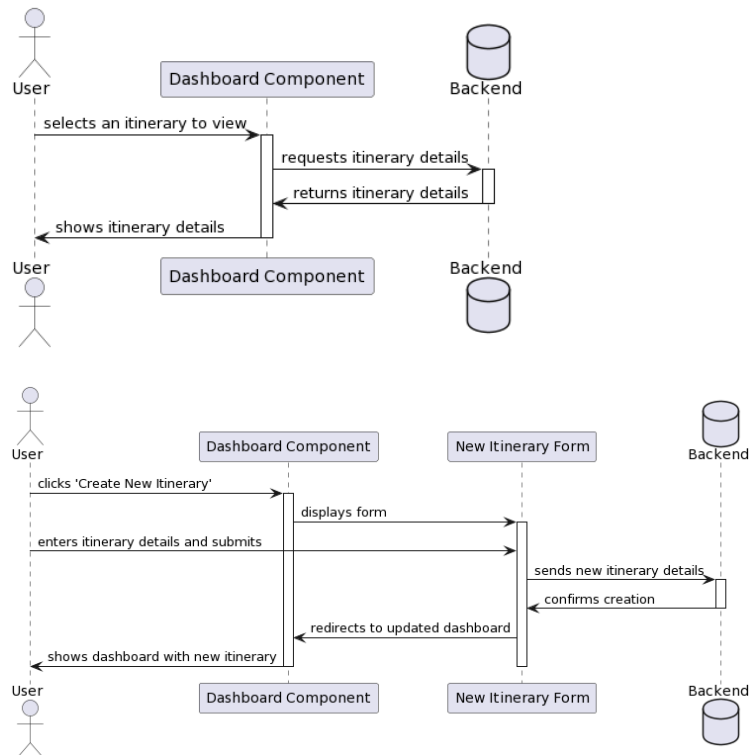 User
Dashboard Component
Backend
selects an itinerary to view
requests itinerary details
returns itinerary details
shows itinerary details
User
Dashboard Component
Backend
User
Dashboard Component
New Itinerary Form
Backend
clicks 'Create New Itinerary'
displays form
enters itinerary details and submits
sends new itinerary details
confirms creation
redirects to updated dashboard
shows dashboard with new itinerary
User
Dashboard Component
New Itinerary Form
Backend